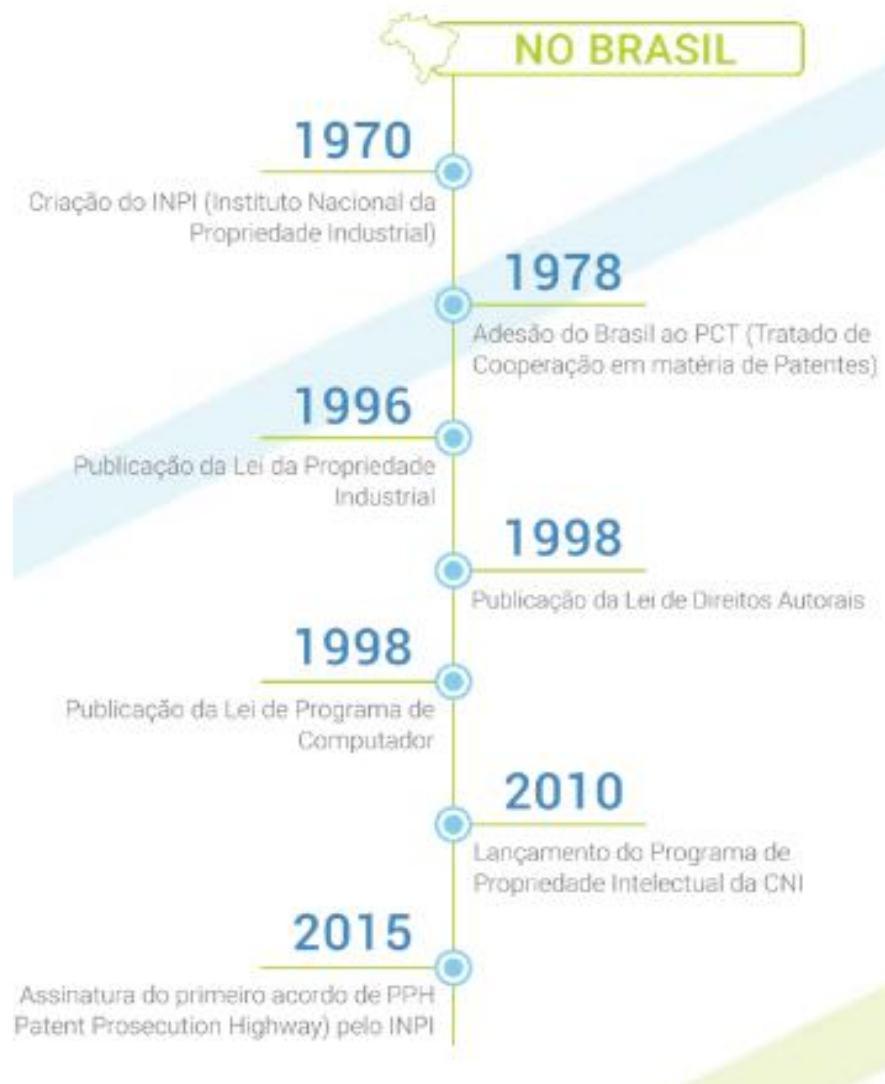 NO BRASIL
1970
Criação do INPI (Instituto Nacional da
Propriedade Industrial)
1978
Adesão do Brasil ao PCT (Tratado de
Cooperação em matéria de Patentes)
1996
Publicação da Lei da Propriedade
Industrial
1998
Publicação da Lei de Direitos Autorais
1998
Publicação da Lei de Programa de
Computador
2010
Lançamento do Programa de
Propriedade Intelectual da CNI
2015
Assinatura do primeiro acordo de PPH
Patent Prosecution Highway) pelo INPI